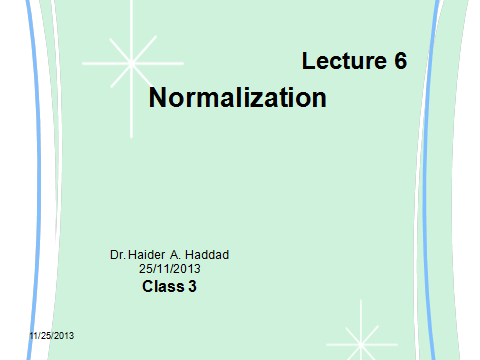 Lecture 6
Normalization
Dr. Haider A. Haddad
25/11/2013
Class 3
11/25/2013